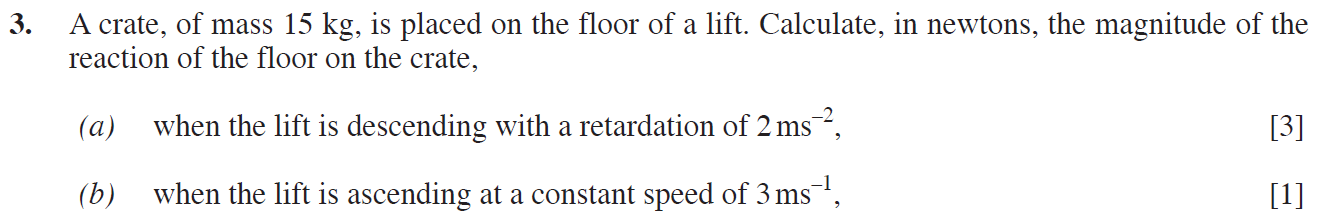 3. A crate, of mass 15 kg, is placed on the floor of a lift. Calculate, in newtons, the magnitude of the
reaction of the floor on the crate,
(a) when the lift is descending with a retardation of 2 ms⁻², [3]
(b) when the lift is ascending at a constant speed of 3 ms⁻¹, [1]